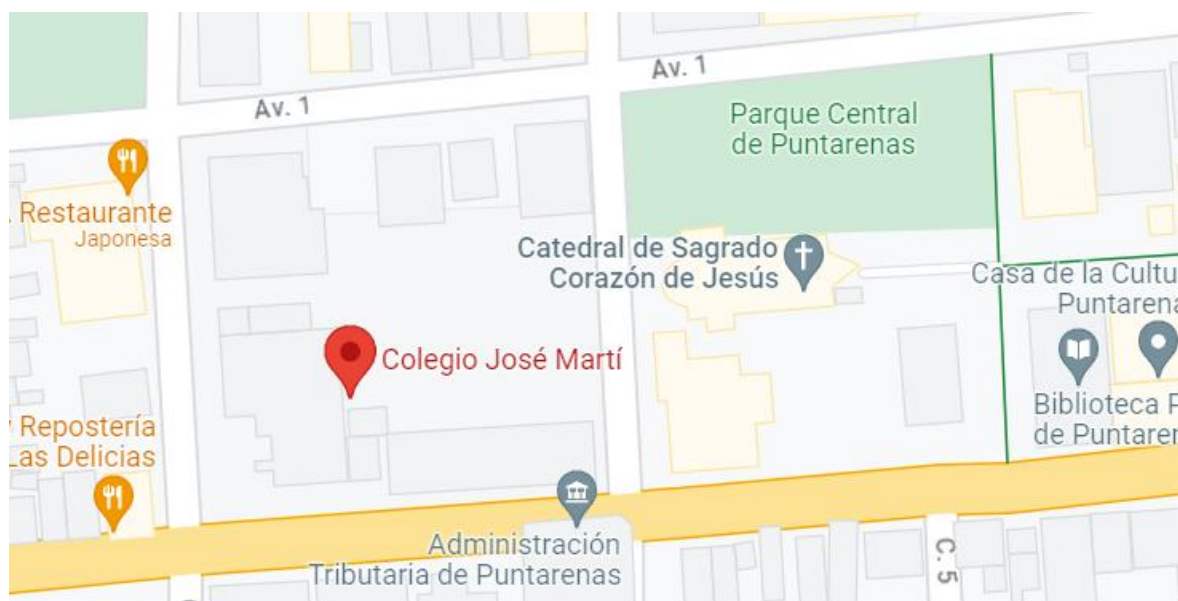 Av. 1
Av. 1
Parque Central
de Puntarenas
Restaurante
Japonesa
Catedral de Sagrado
Corazón de Jesús
Casa de la Cultu
Puntarena
Colegio José Martí
Repostería
Las Delicias
Biblioteca P
de Puntaren
Administración
Tributaria de Puntarenas
C. 5